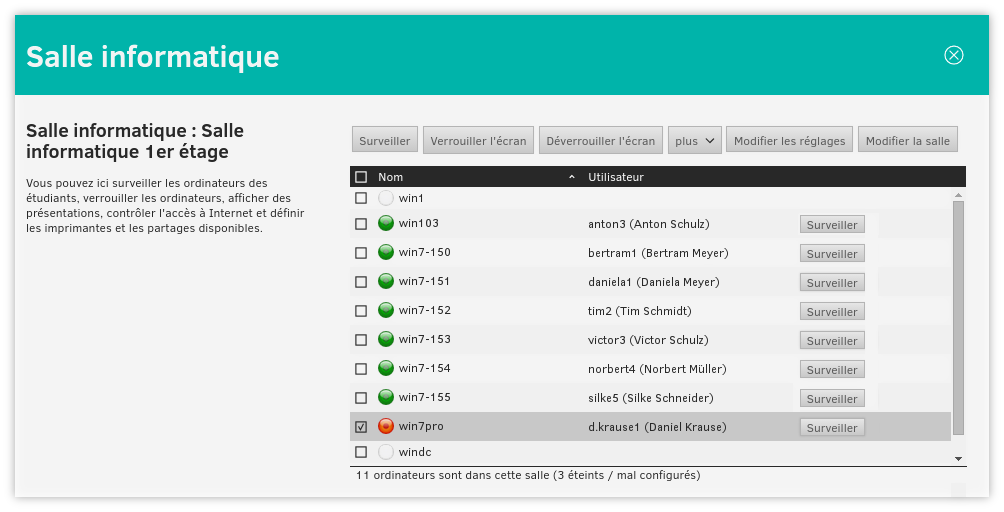 Salle informatique
Salle informatique : Salle
informatique 1er étage
Vous pouvez ici surveiller les ordinateurs des
étudiants, verrouiller les ordinateurs, afficher des
présentations, contrôler l'accès à Internet et définir
les imprimantes et les partages disponibles.
Surveiller Verrouiller l'écran Déverrouiller l'écran plus Modifier les réglages Modifier la salle
Nom Utilisateur
win1
win103 anton3 (Anton Schulz) Surveiller
win7-150 bertram1 (Bertram Meyer) Surveiller
win7-151 daniela1 (Daniela Meyer) Surveiller
win7-152 tim2 (Tim Schmidt) Surveiller
win7-153 victor3 (Victor Schulz) Surveiller
win7-154 norbert4 (Norbert Müller) Surveiller
win7-155 silke5 (Silke Schneider) Surveiller
win7pro d.krause1 (Daniel Krause) Surveiller
windc
11 ordinateurs sont dans cette salle (3 éteints / mal configurés)